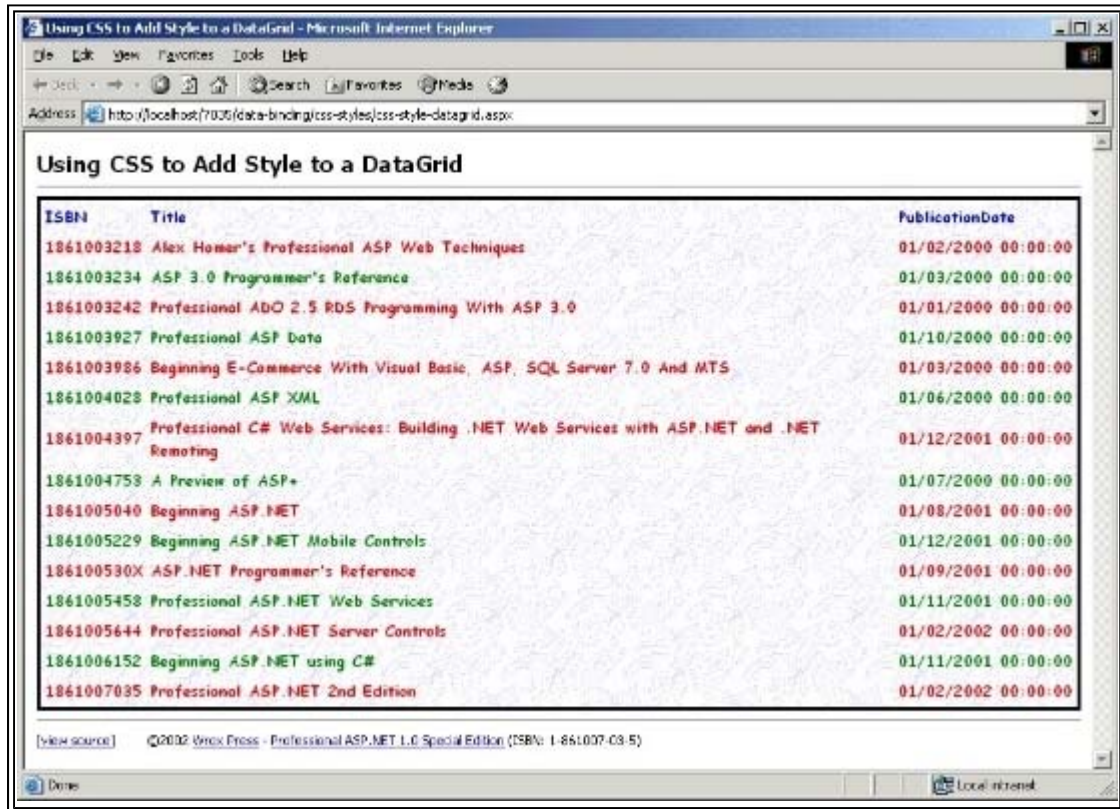 Using CSS to Add Style to a DataGrid - Microsoft Internet Explorer
File Edit View Favorites Tools Help
Back Search Favorites Media
Address http://localhost/7035/data-binding/css-styles/css-style-datagrid.aspx
Using CSS to Add Style to a DataGrid
ISBN Title PublicationDate
1861003218 Alex Homer's Professional ASP Web Techniques 01/02/2000 00:00:00
1861003234 ASP 3.0 Programmer's Reference 01/03/2000 00:00:00
1861003242 Professional ADO 2.5 RDS Programming With ASP 3.0 01/01/2000 00:00:00
1861003927 Professional ASP Data 01/10/2000 00:00:00
1861003986 Beginning E-Commerce With Visual Basic, ASP, SQL Server 7.0 And MTS 01/03/2000 00:00:00
1861004028 Professional ASP XML 01/06/2000 00:00:00
1861004397 Professional C# Web Services: Building .NET Web Services with ASP.NET and .NET Remoting 01/12/2001 00:00:00
1861004753 A Preview of ASP+ 01/07/2000 00:00:00
1861005040 Beginning ASP.NET 01/08/2001 00:00:00
1861005229 Beginning ASP.NET Mobile Controls 01/12/2001 00:00:00
186100530X ASP.NET Programmer's Reference 01/09/2001 00:00:00
1861005458 Professional ASP.NET Web Services 01/11/2001 00:00:00
1861005644 Professional ASP.NET Server Controls 01/02/2002 00:00:00
1861006152 Beginning ASP.NET using C# 01/11/2001 00:00:00
1861007035 Professional ASP.NET 2nd Edition 01/02/2002 00:00:00
[view source] ©2002 Wrox Press - Professional ASP.NET 1.0 Special Edition (ISBN: 1-861007-03-5)
Done Local intranet